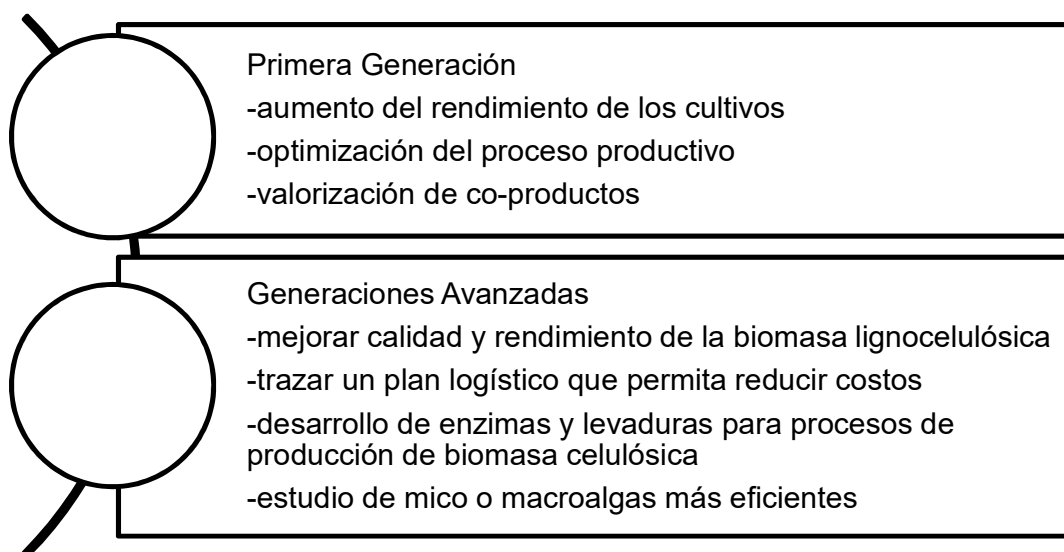 Primera Generación
-aumento del rendimiento de los cultivos
-optimización del proceso productivo
-valorización de co-productos
Generaciones Avanzadas
-mejorar calidad y rendimiento de la biomasa lignocelulósica
-trazar un plan logístico que permita reducir costos
-desarrollo de enzimas y levaduras para procesos de
producción de biomasa celulósica
-estudio de mico o macroalgas más eficientes